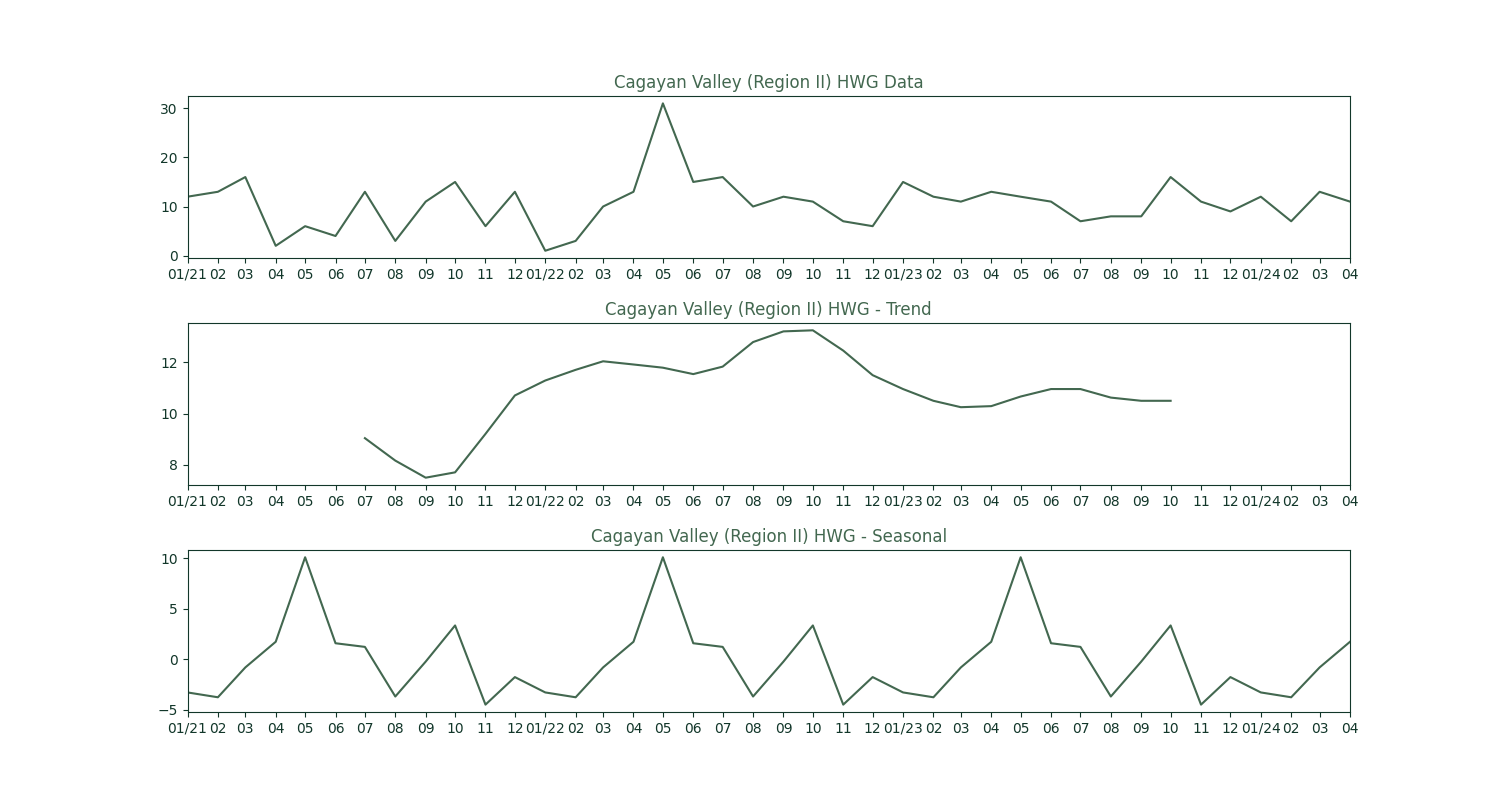 Cagayan Valley (Region II) HWG Data
30
20
10
0
01/21 02 03 04 05 06 07 08 09 10 11 12 01/22 02 03 04 05 06 07 08 09 10 11 12 01/23 02 03 04 05 06 07 08 09 10 11 12 01/24 02 03 04
Cagayan Valley (Region II) HWG - Trend
12
10
8
01/21 02 03 04 05 06 07 08 09 10 11 12 01/22 02 03 04 05 06 07 08 09 10 11 12 01/23 02 03 04 05 06 07 08 09 10 11 12 01/24 02 03 04
Cagayan Valley (Region II) HWG - Seasonal
10
5
0
−5
01/21 02 03 04 05 06 07 08 09 10 11 12 01/22 02 03 04 05 06 07 08 09 10 11 12 01/23 02 03 04 05 06 07 08 09 10 11 12 01/24 02 03 04